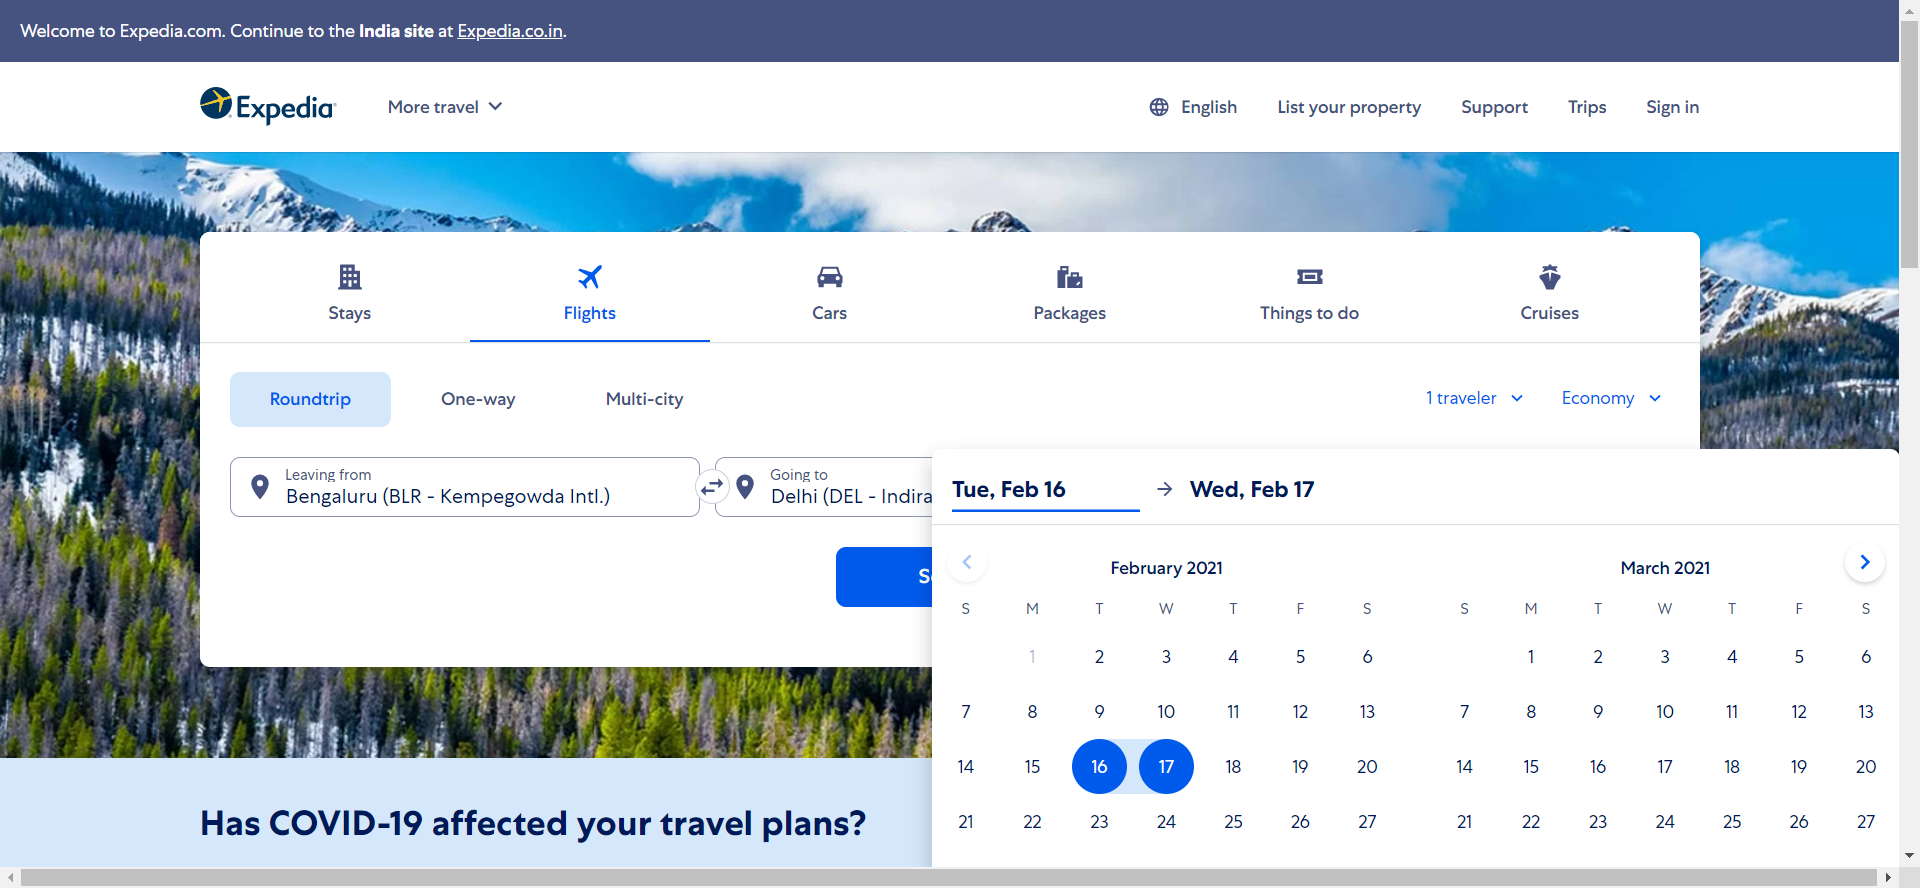 Welcome to Expedia.com. Continue to the India site at Expedia.co.in.
Expedia
More travel
English
List your property
Support
Trips
Sign in
Stays
Flights
Cars
Packages
Things to do
Cruises
Roundtrip
One-way
Multi-city
1 traveler
Economy
Leaving from
Bengaluru (BLR - Kempegowda Intl.)
Going to
Delhi (DEL - Indira
Tue, Feb 16
Wed, Feb 17
February 2021
S M T W T F S
1 2 3 4 5 6
7 8 9 10 11 12 13
14 15 16 17 18 19 20
21 22 23 24 25 26 27
March 2021
S M T W T F S
1 2 3 4 5 6
7 8 9 10 11 12 13
14 15 16 17 18 19 20
21 22 23 24 25 26 27
Has COVID-19 affected your travel plans?